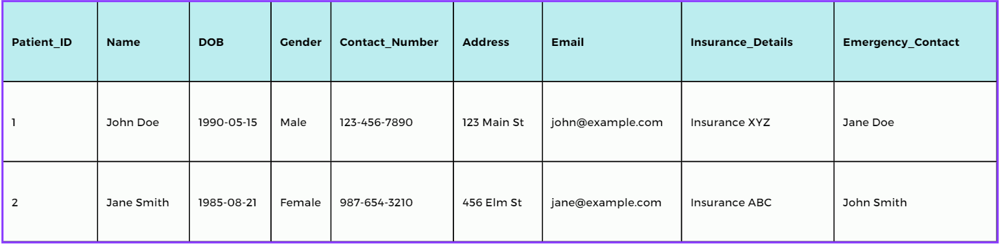 Patient_ID Name DOB Gender Contact_Number Address Email Insurance_Details Emergency_Contact
1 John Doe 1990-05-15 Male 123-456-7890 123 Main St john@example.com Insurance XYZ Jane Doe
2 Jane Smith 1985-08-21 Female 987-654-3210 456 Elm St jane@example.com Insurance ABC John Smith